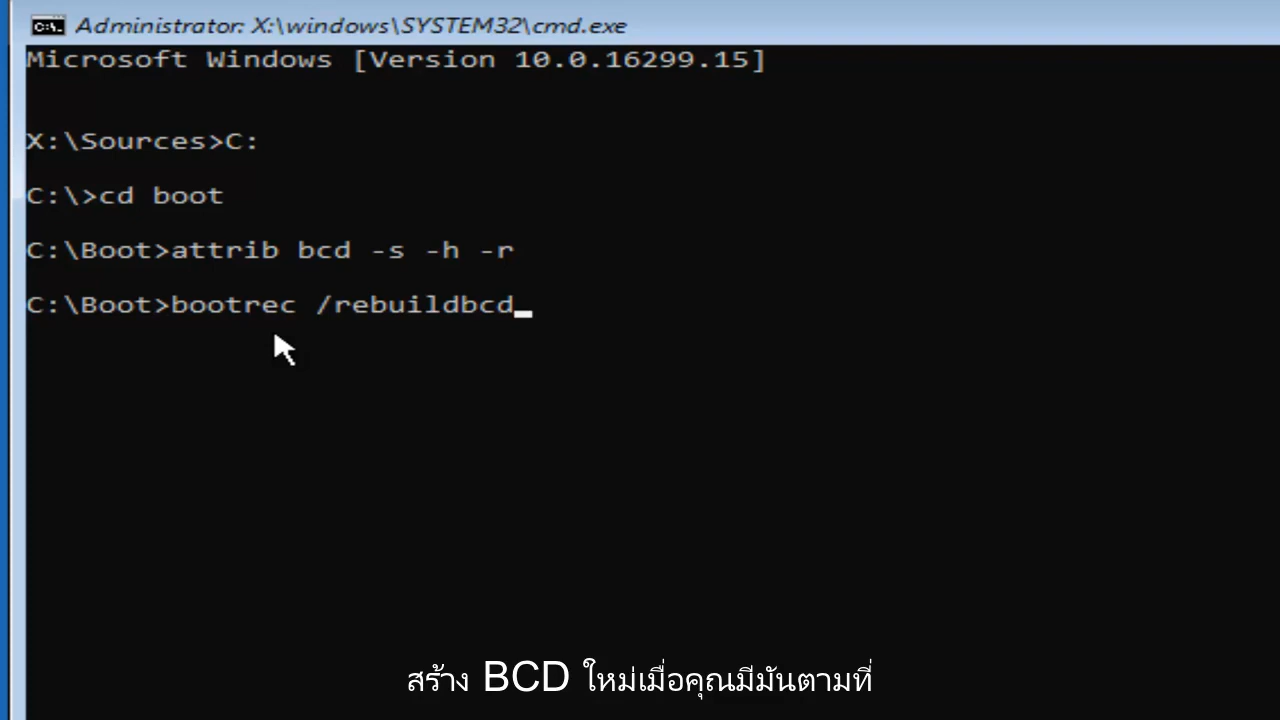 Administrator: X:\windows\SYSTEM32\cmd.exe
Microsoft Windows [Version 10.0.16299.15]
X:\Sources>C:
C:\>cd boot
C:\Boot>attrib bcd -s -h -r
C:\Boot>bootrec /rebuildbcd
สร้าง BCD ใหม่เมื่อคุณมีมันตามที่